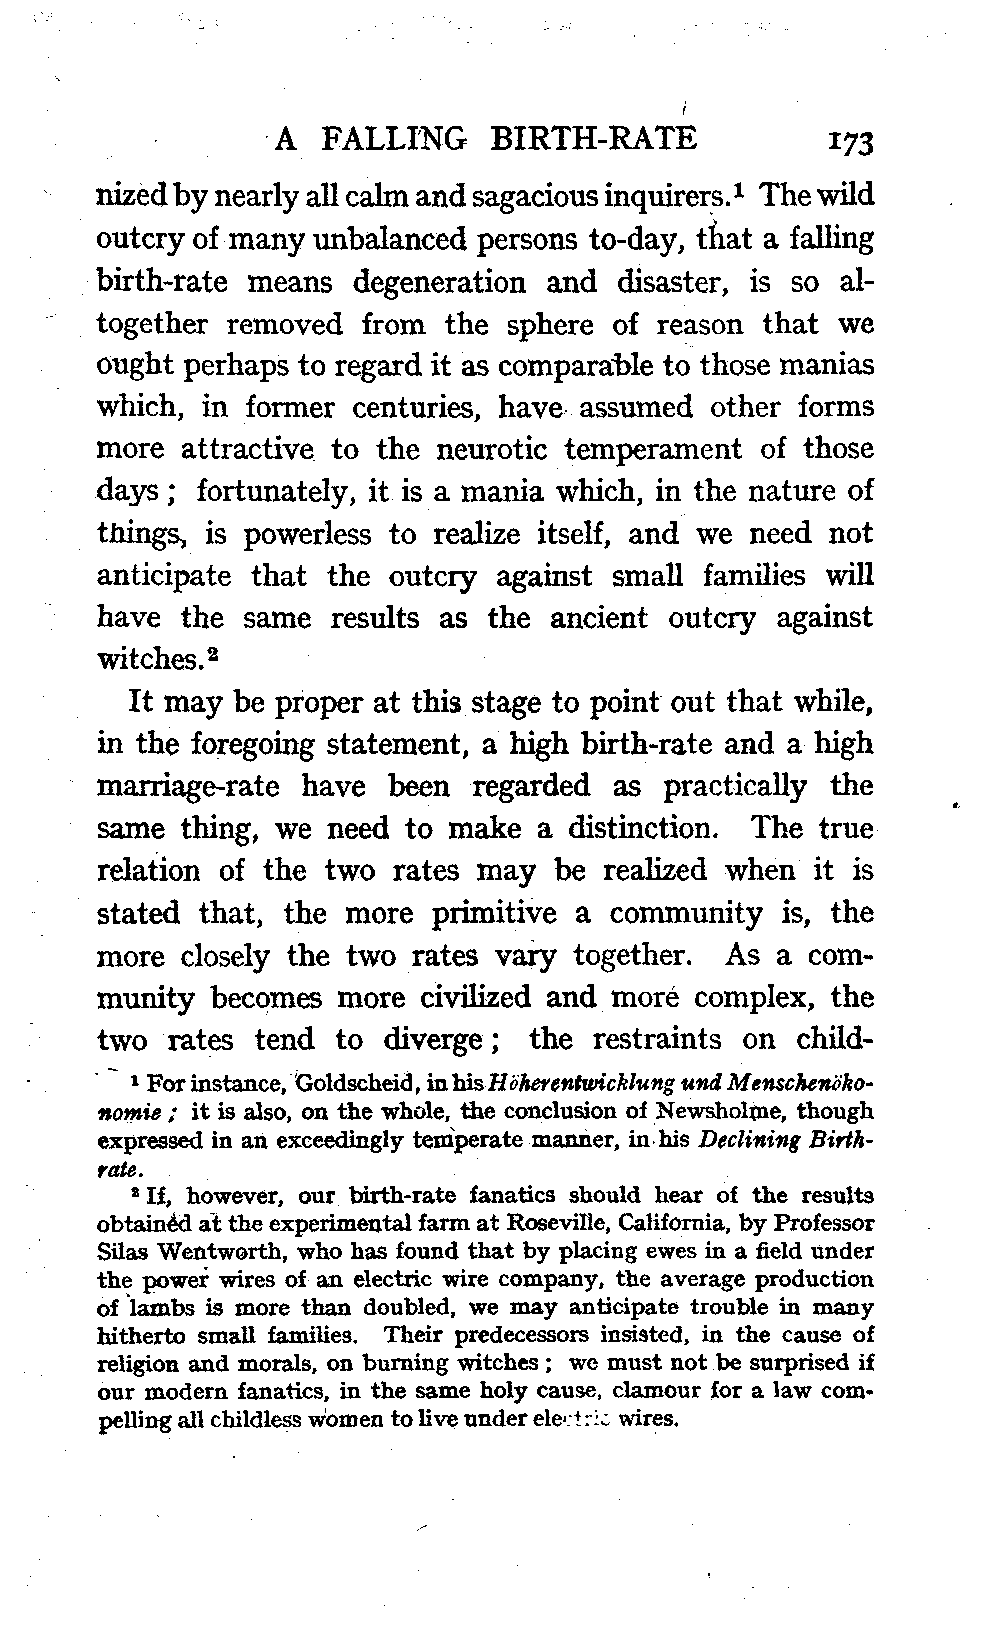 A FALLING BIRTH-RATE 173
nized by nearly all calm and sagacious inquirers.¹ The wild
outcry of many unbalanced persons to-day, that a falling
birth-rate means degeneration and disaster, is so al-
together removed from the sphere of reason that we
ought perhaps to regard it as comparable to those manias
which, in former centuries, have assumed other forms
more attractive to the neurotic temperament of those
days ; fortunately, it is a mania which, in the nature of
things, is powerless to realize itself, and we need not
anticipate that the outcry against small families will
have the same results as the ancient outcry against
witches.²
It may be proper at this stage to point out that while,
in the foregoing statement, a high birth-rate and a high
marriage-rate have been regarded as practically the
same thing, we need to make a distinction. The true
relation of the two rates may be realized when it is
stated that, the more primitive a community is, the
more closely the two rates vary together. As a com-
munity becomes more civilized and more complex, the
two rates tend to diverge ; the restraints on child-
¹ For instance, Goldscheid, in his Höherentwicklung und Menschenöko-
nomie ; it is also, on the whole, the conclusion of Newsholme, though
expressed in an exceedingly temperate manner, in his Declining Birth-
rate.
² If, however, our birth-rate fanatics should hear of the results
obtained at the experimental farm at Roseville, California, by Professor
Silas Wentworth, who has found that by placing ewes in a field under
the power wires of an electric wire company, the average production
of lambs is more than doubled, we may anticipate trouble in many
hitherto small families. Their predecessors insisted, in the cause of
religion and morals, on burning witches ; we must not be surprised if
our modern fanatics, in the same holy cause, clamour for a law com-
pelling all childless women to live under electric wires.